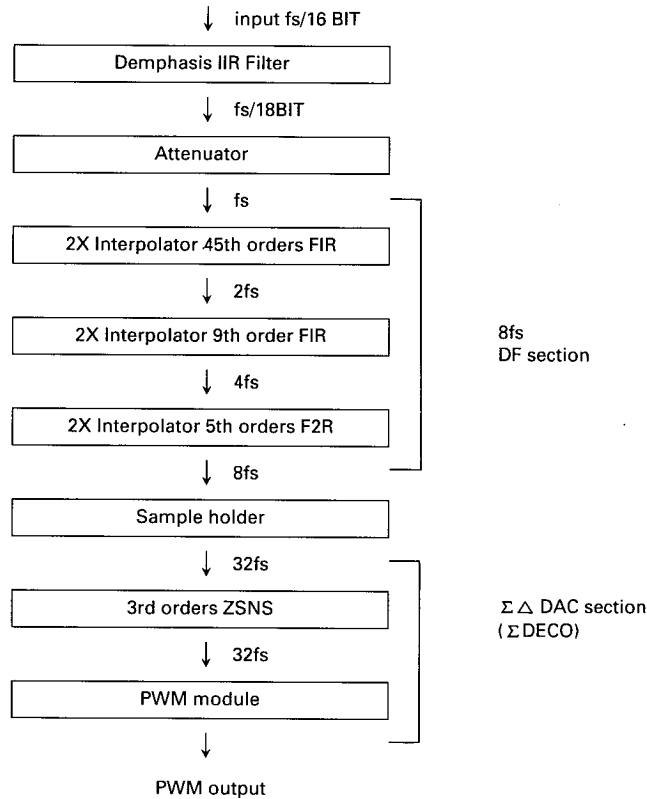 input fs/16 BIT
Demphasis IIR Filter
fs/18BIT
Attenuator
fs
2X Interpolator 45th orders FIR
2fs
2X Interpolator 9th order FIR
8fs
DF section
4fs
2X Interpolator 5th orders F2R
8fs
Sample holder
32fs
3rd orders ZSNS
Σ△ DAC section
(ΣDECO)
32fs
PWM module
PWM output